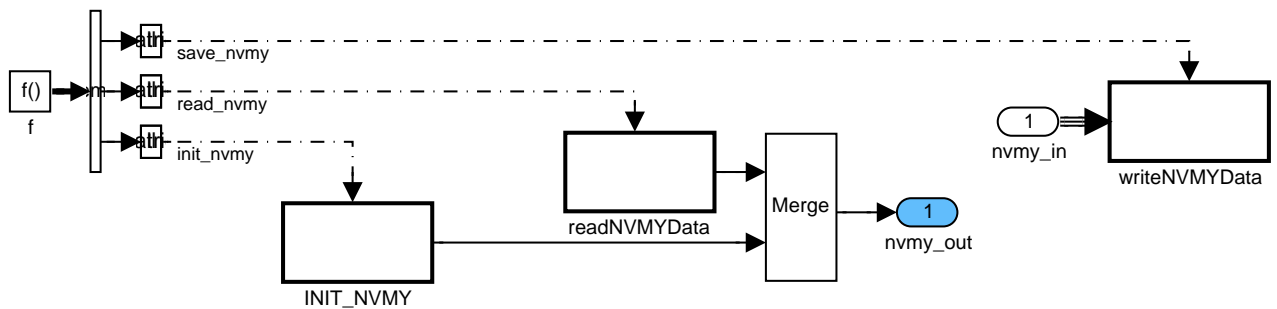 save_nvmy
f()
f
read_nvmy
init_nvmy
1
nvmy_in
writeNVMYData
readNVMYData
Merge
1
nvmy_out
INIT_NVMY